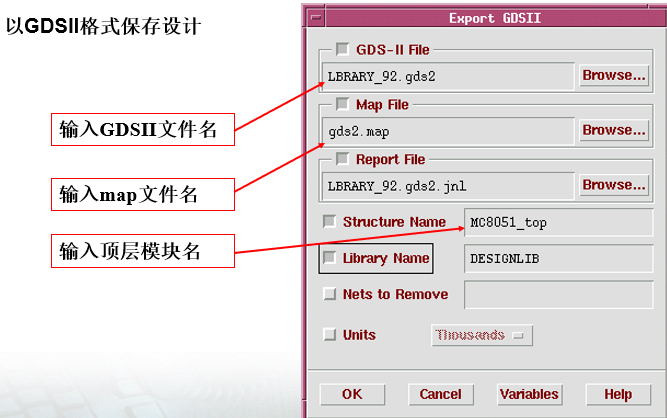 以GDSII格式保存设计
输入GDSII文件名
输入map文件名
输入顶层模块名
Export GDSII
GDS-II File
LBRARY_92.gds2
Browse...
Map File
gds2.map
Browse...
Report File
LBRARY_92.gds2.jnl
Browse...
Structure Name
MC8051_top
Library Name
DESIGNLIB
Nets to Remove
Units
Thousands
OK
Cancel
Variables
Help